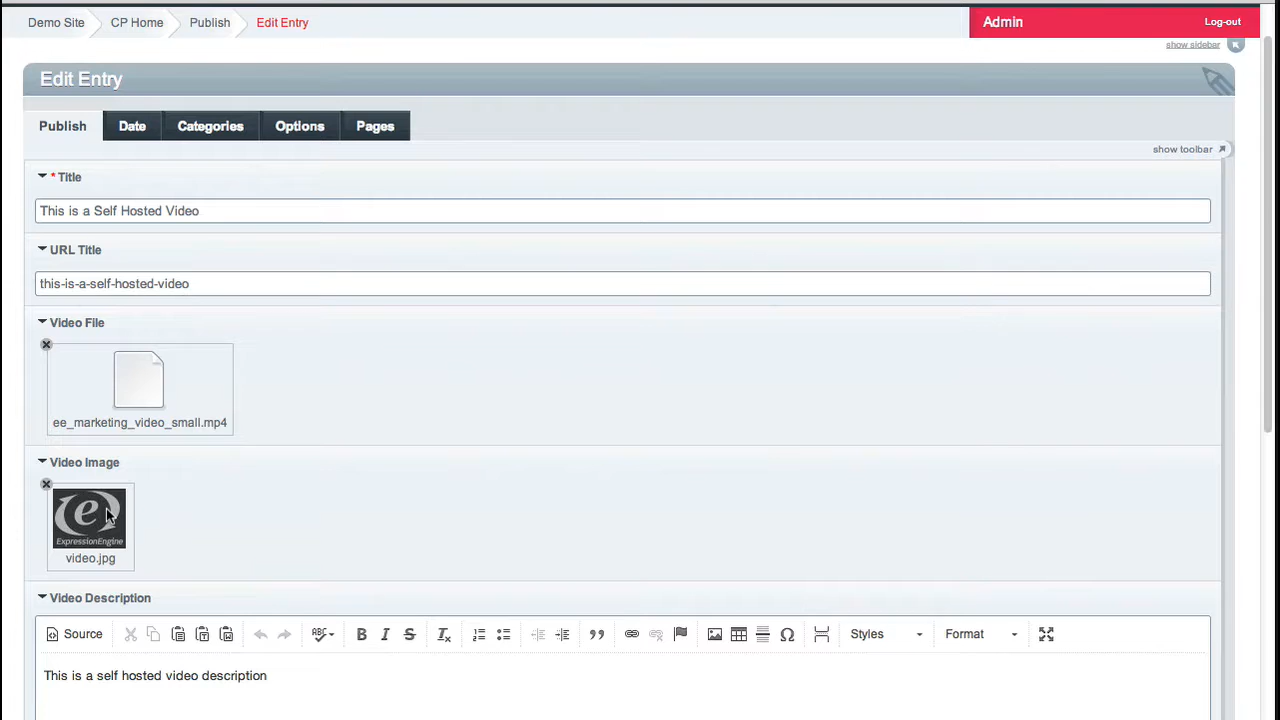 Demo Site CP Home Publish Edit Entry Admin Log-out
show sidebar
Edit Entry
Publish Date Categories Options Pages
show toolbar
* Title
This is a Self Hosted Video
URL Title
this-is-a-self-hosted-video
Video File
ee_marketing_video_small.mp4
Video Image
e
ExpressionEngine
video.jpg
Video Description
Source ABC B I S Tx Styles Format
This is a self hosted video description